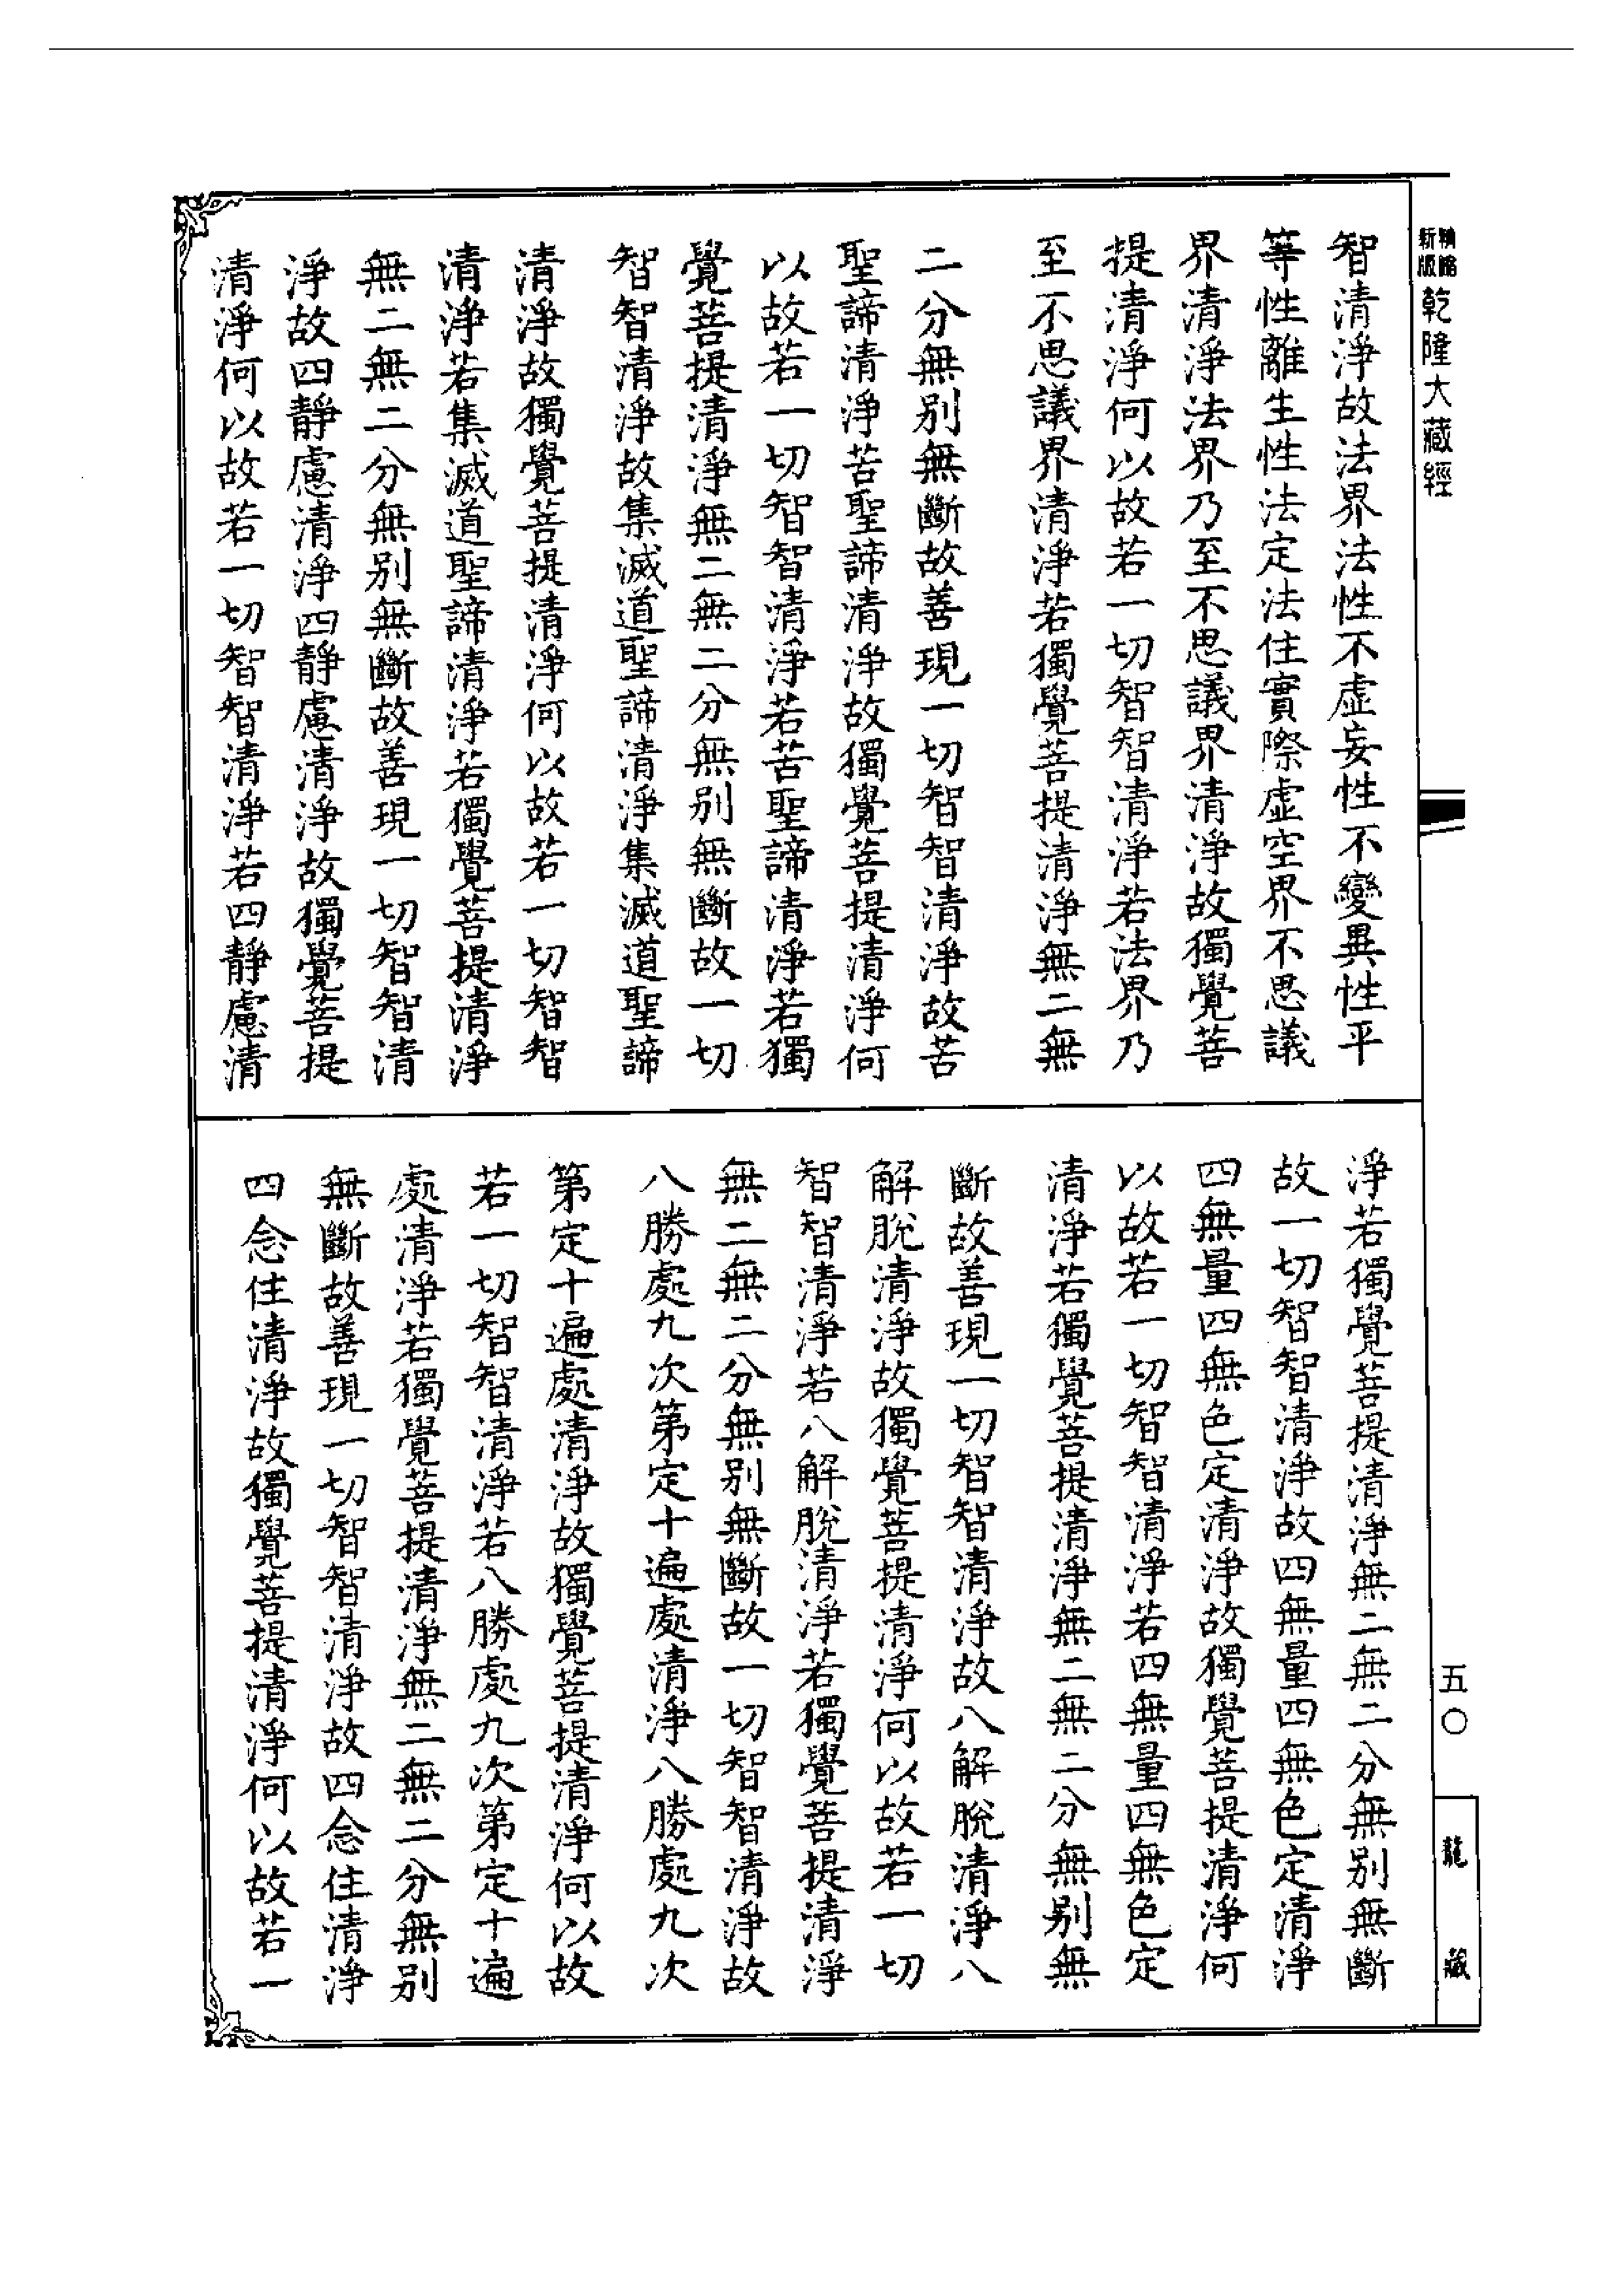 精縮新版乾隆大藏經
智清淨故法界法性不虛妄性不變異性平
等性離生性法定法住實際虛空界不思議
界清淨法界乃至不思議界清淨故獨覺菩
提清淨何以故若一切智智清淨若法界乃
至不思議界清淨若獨覺菩提清淨無二無
二分無別無斷故善現一切智智清淨故苦
聖諦清淨苦聖諦清淨故獨覺菩提清淨何
以故若一切智智清淨若苦聖諦清淨若獨
覺菩提清淨無二無二分無別無斷故一切
智智清淨故集滅道聖諦清淨集滅道聖諦
清淨故獨覺菩提清淨何以故若一切智智
清淨若集滅道聖諦清淨若獨覺菩提清淨
無二無二分無別無斷故善現一切智智清
淨故四靜慮清淨四靜慮清淨故獨覺菩提
清淨何以故若一切智智清淨若四靜慮清
淨若獨覺菩提清淨無二無二分無別無斷
故一切智智清淨故四無量四無色定清淨
四無量四無色定清淨故獨覺菩提清淨何
以故若一切智智清淨若四無量四無色定
清淨若獨覺菩提清淨無二無二分無別無
斷故善現一切智智清淨故八解脫清淨八
解脫清淨故獨覺菩提清淨何以故若一切
智智清淨若八解脫清淨若獨覺菩提清淨
無二無二分無別無斷故一切智智清淨故
八勝處九次第定十遍處清淨八勝處九次
第定十遍處清淨故獨覺菩提清淨何以故
若一切智智清淨若八勝處九次第定十遍
處清淨若獨覺菩提清淨無二無二分無別
無斷故善現一切智智清淨故四念住清淨
四念住清淨故獨覺菩提清淨何以故若一
五〇
龍藏